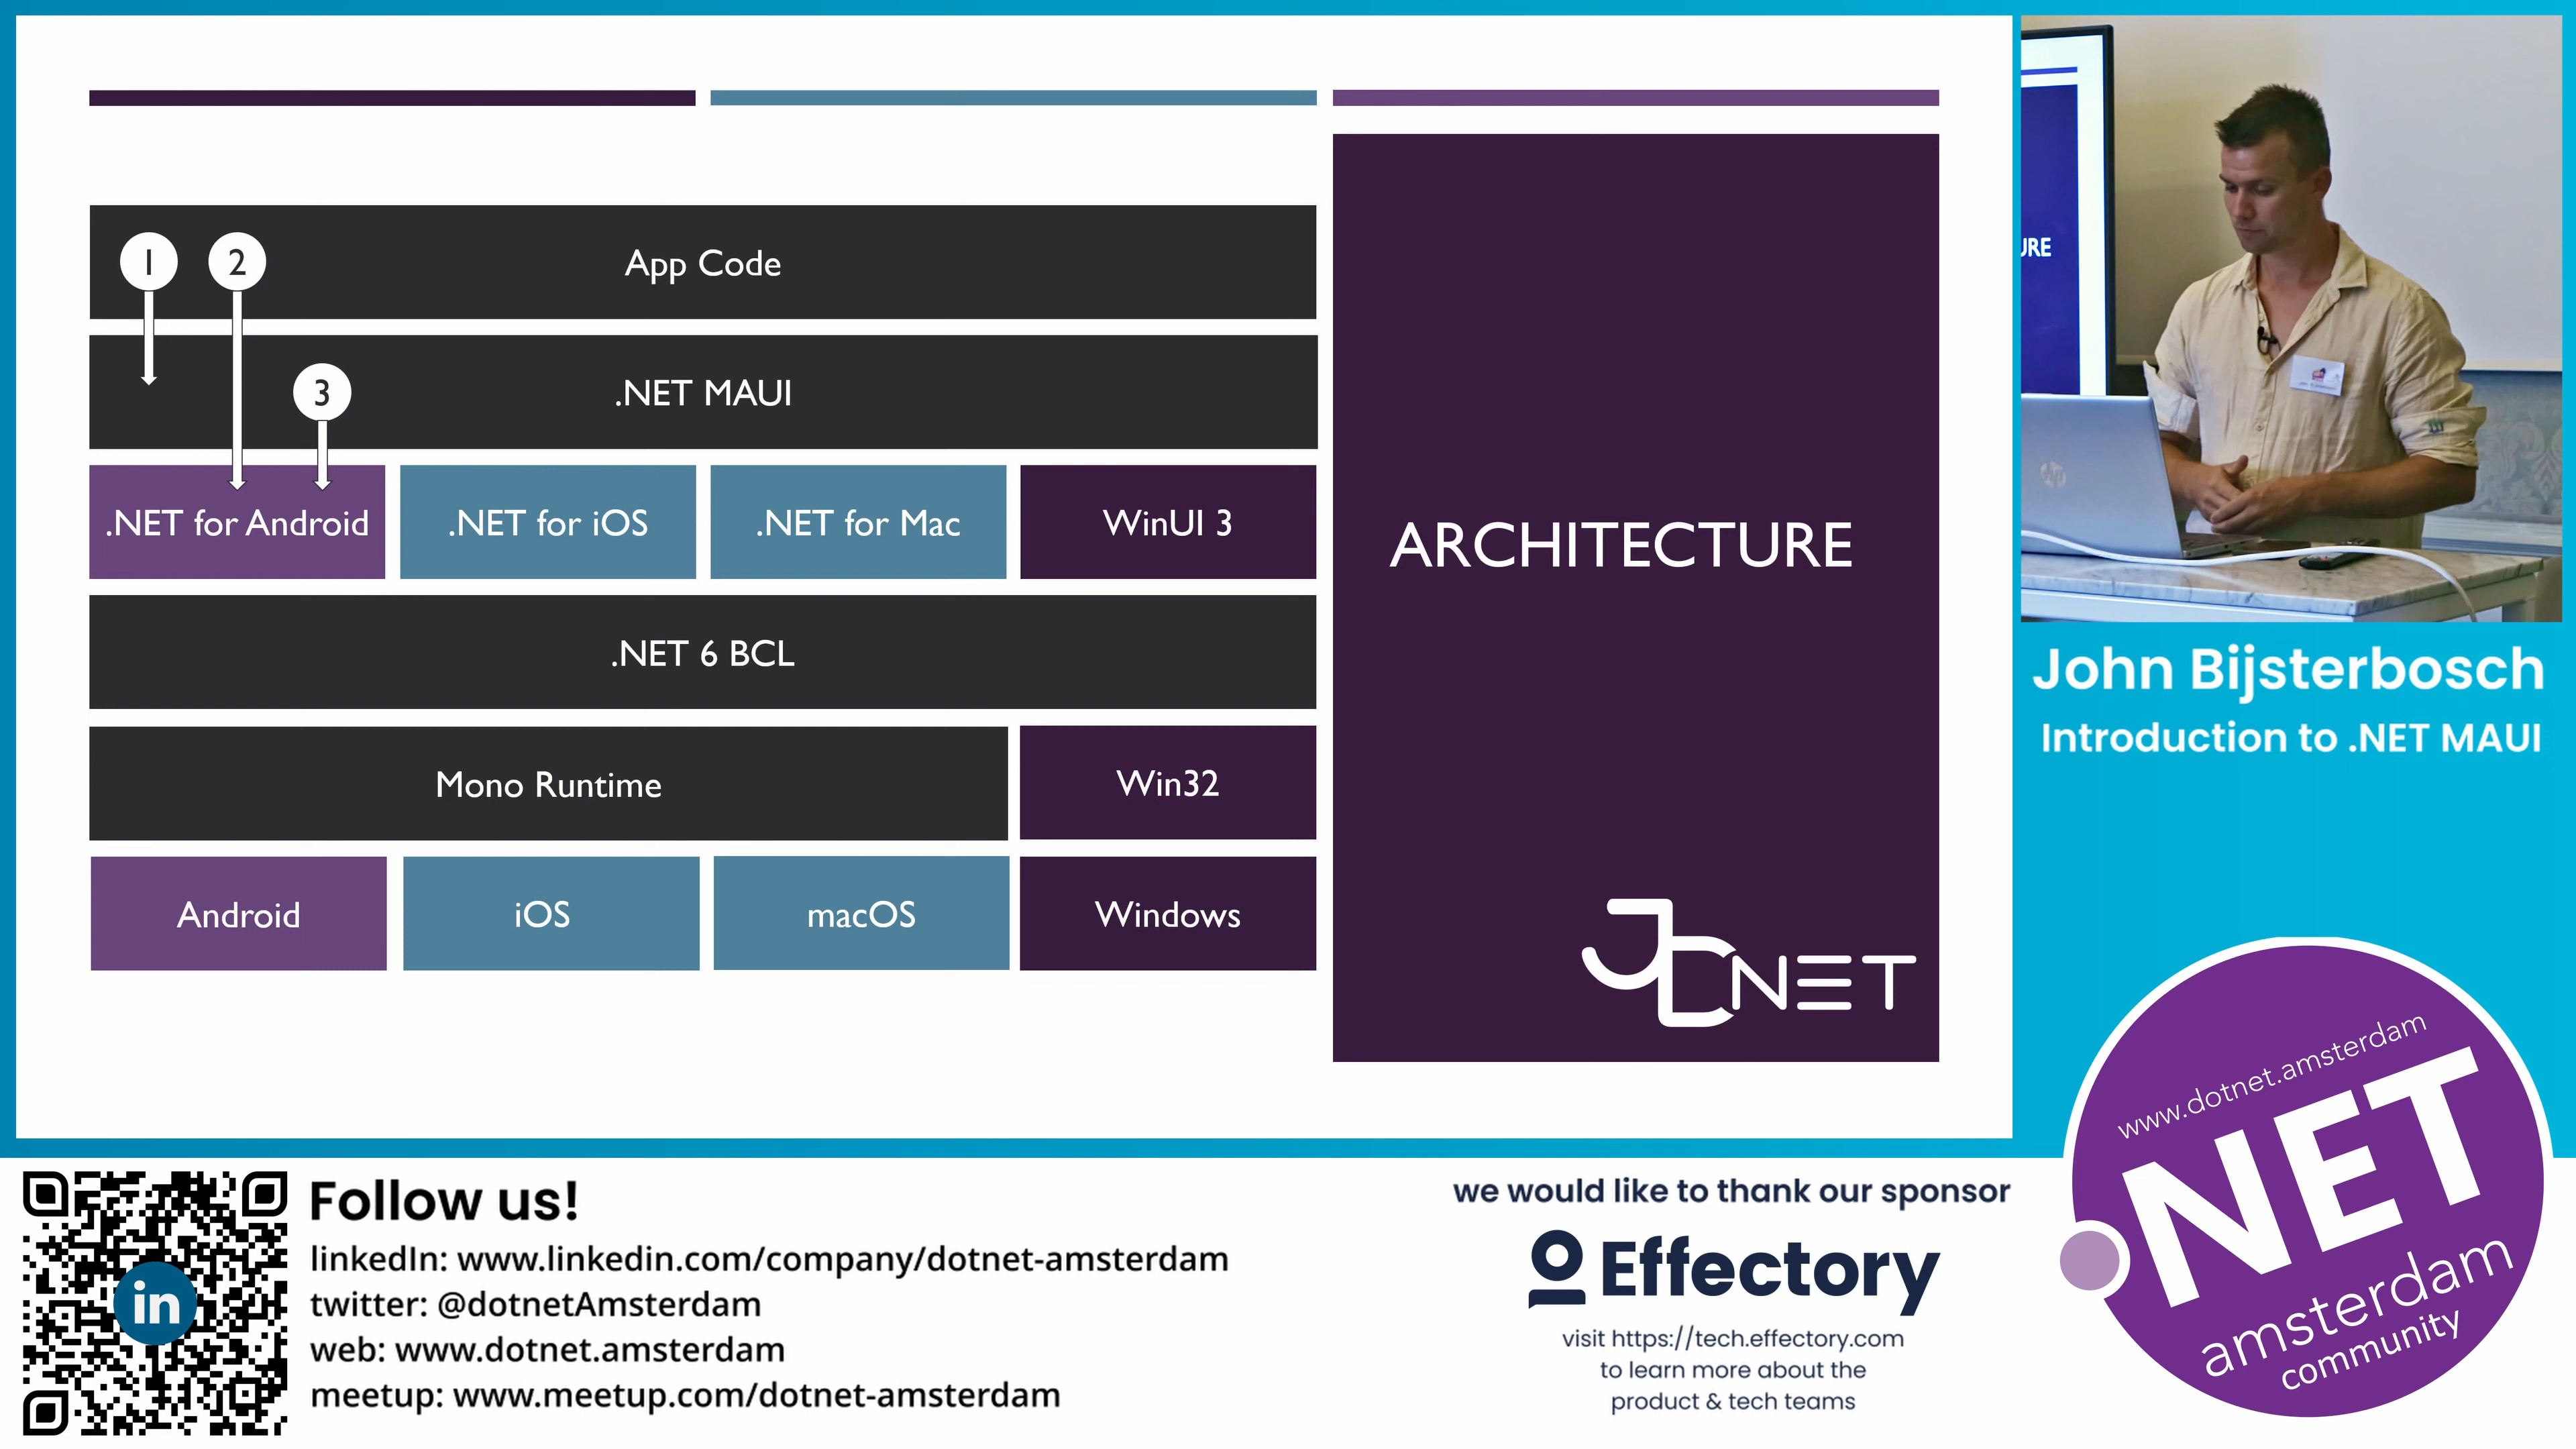 1
2
App Code
.NET MAUI
3
.NET for Android
.NET for iOS
.NET for Mac
WinUI 3
.NET 6 BCL
Mono Runtime
Win32
Android
iOS
macOS
Windows
ARCHITECTURE
NET
URE
John Bijsterbosch
Introduction to .NET MAUI
www.dotnet.amsterdam
.NET
amsterdam
community
in
Follow us!
linkedIn: www.linkedin.com/company/dotnet-amsterdam
twitter: @dotnetAmsterdam
web: www.dotnet.amsterdam
meetup: www.meetup.com/dotnet-amsterdam
we would like to thank our sponsor
Effectory
visit https://tech.effectory.com
to learn more about the
product & tech teams